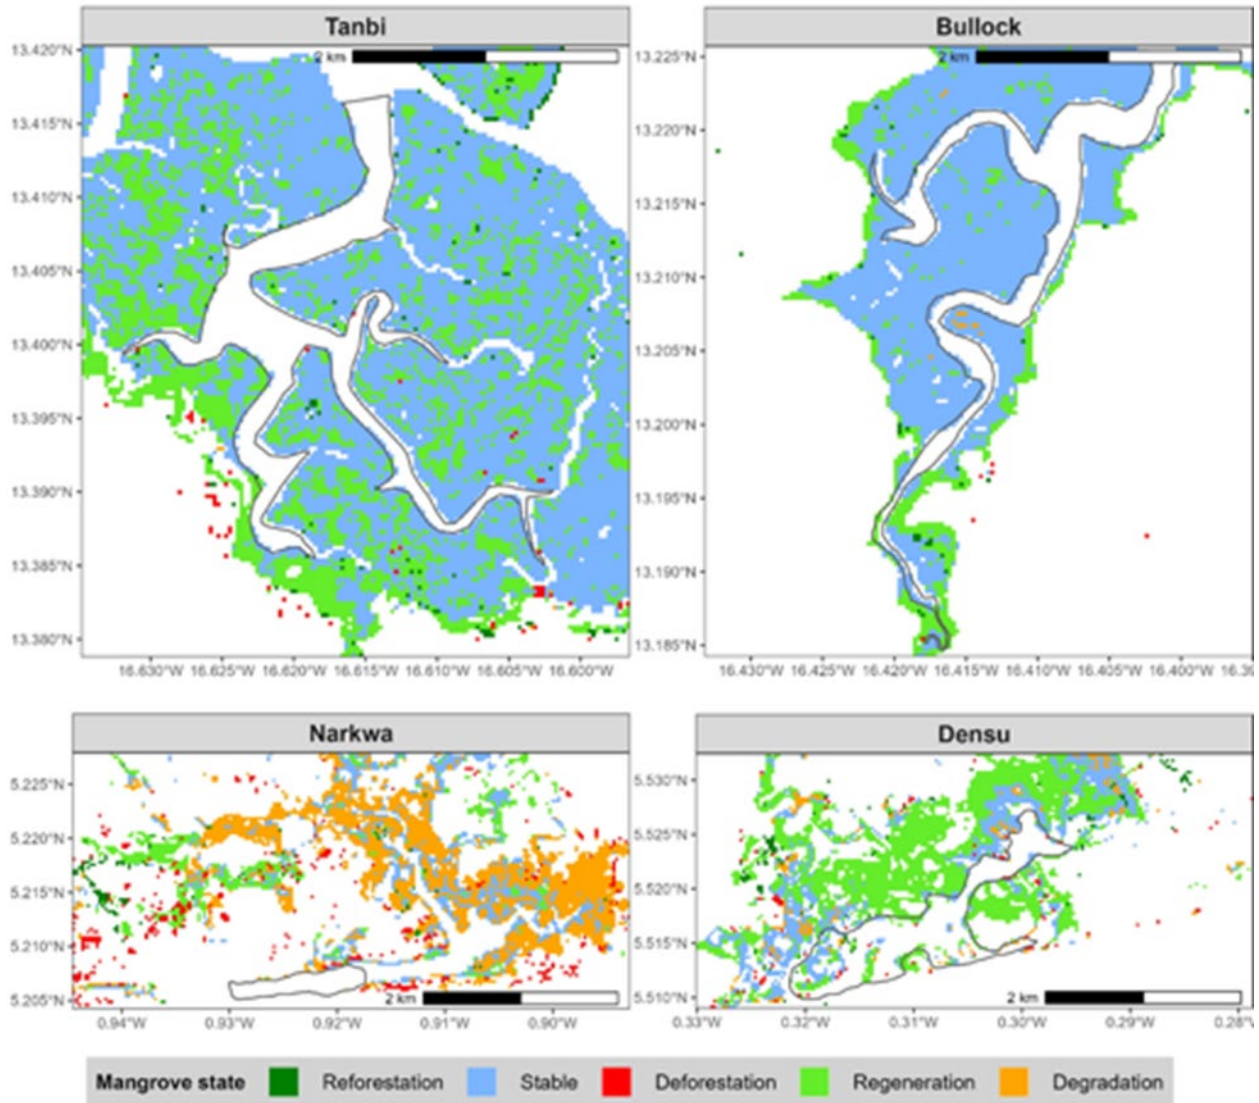 Tanbi
Bullock
13.420°N
13.415°N
13.410°N
13.405°N
13.400°N
13.395°N
13.390°N
13.385°N
13.380°N
2 km
16.630°W 16.625°W 16.620°W 16.615°W 16.610°W 16.605°W 16.600°W
13.225°N
13.220°N
13.215°N
13.210°N
13.205°N
13.200°N
13.195°N
13.190°N
13.185°N
2 km
16.430°W 16.425°W 16.420°W 16.415°W 16.410°W 16.405°W 16.400°W 16.39
Narkwa
Densu
5.225°N
5.220°N
5.215°N
5.210°N
5.205°N
2 km
0.94°W 0.93°W 0.92°W 0.91°W 0.90°W
5.530°N
5.525°N
5.520°N
5.515°N
5.510°N
2 km
0.33°W 0.32°W 0.31°W 0.30°W 0.29°W 0.28°
Mangrove state Reforestation Stable Deforestation Regeneration Degradation